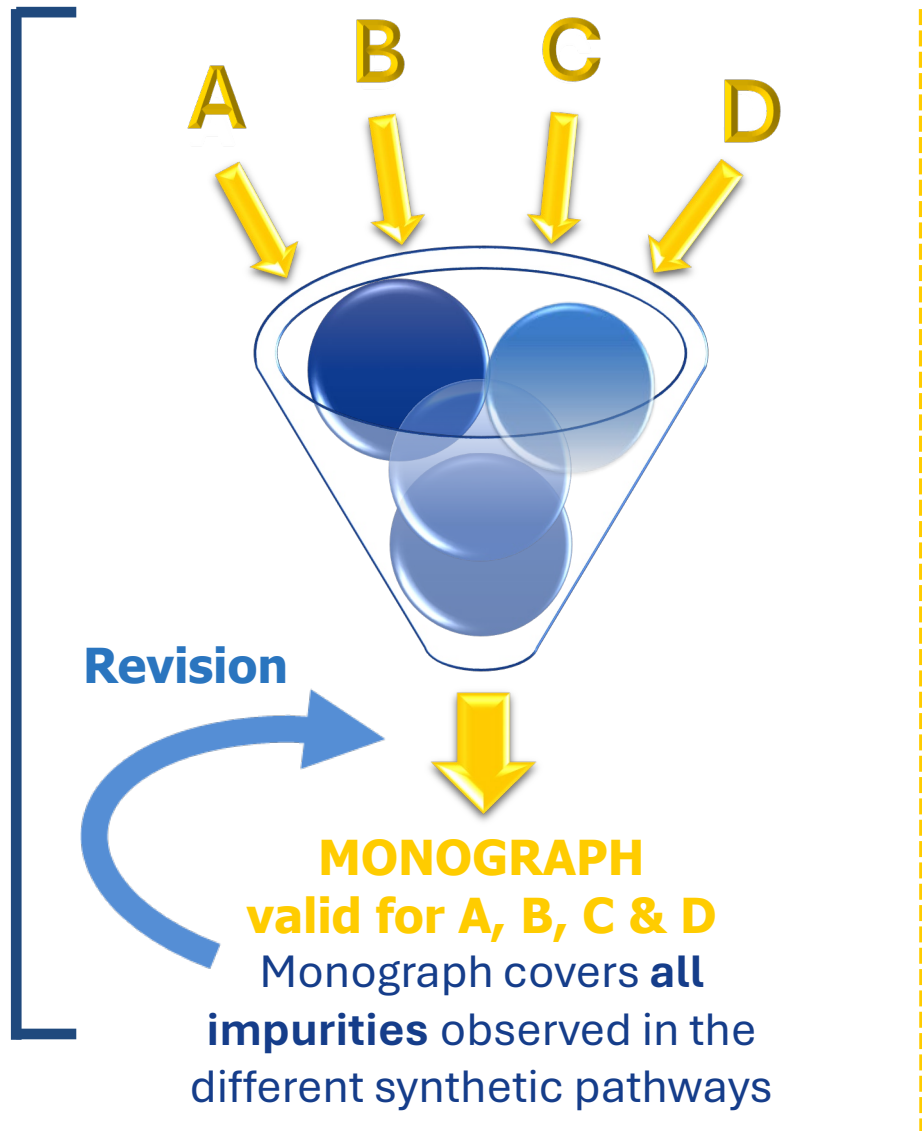 A
B
C
D
Revision
MONOGRAPH
valid for A, B, C & D
Monograph covers all
impurities observed in the
different synthetic pathways